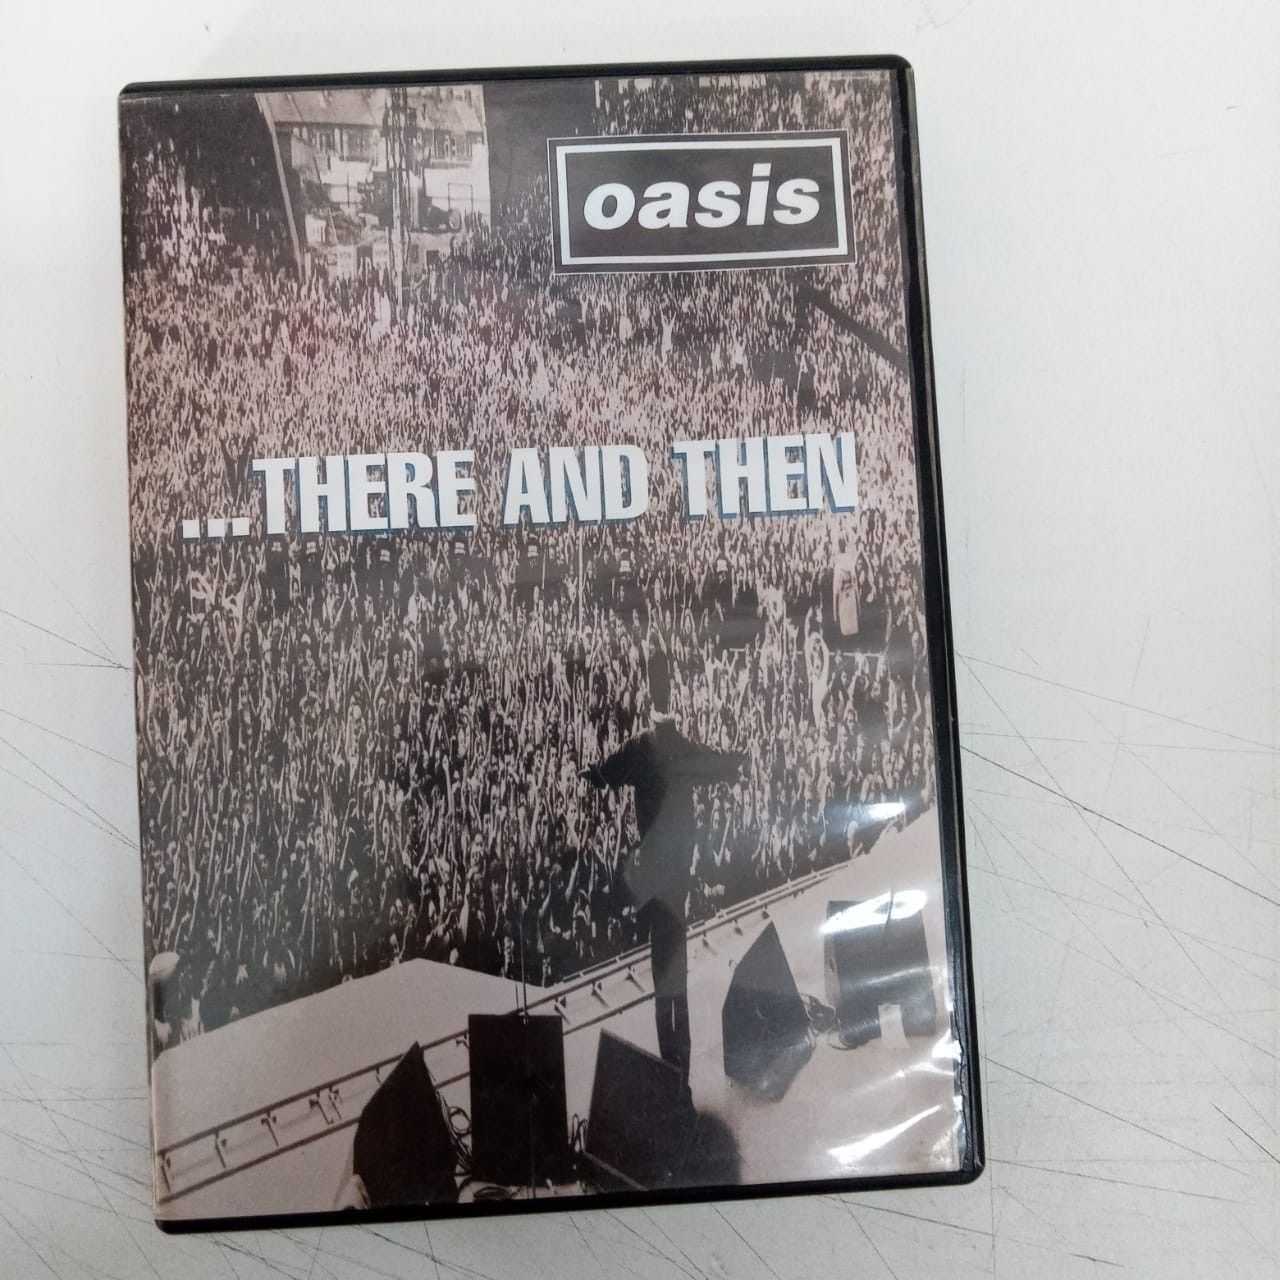 oasis
...THERE AND THEN